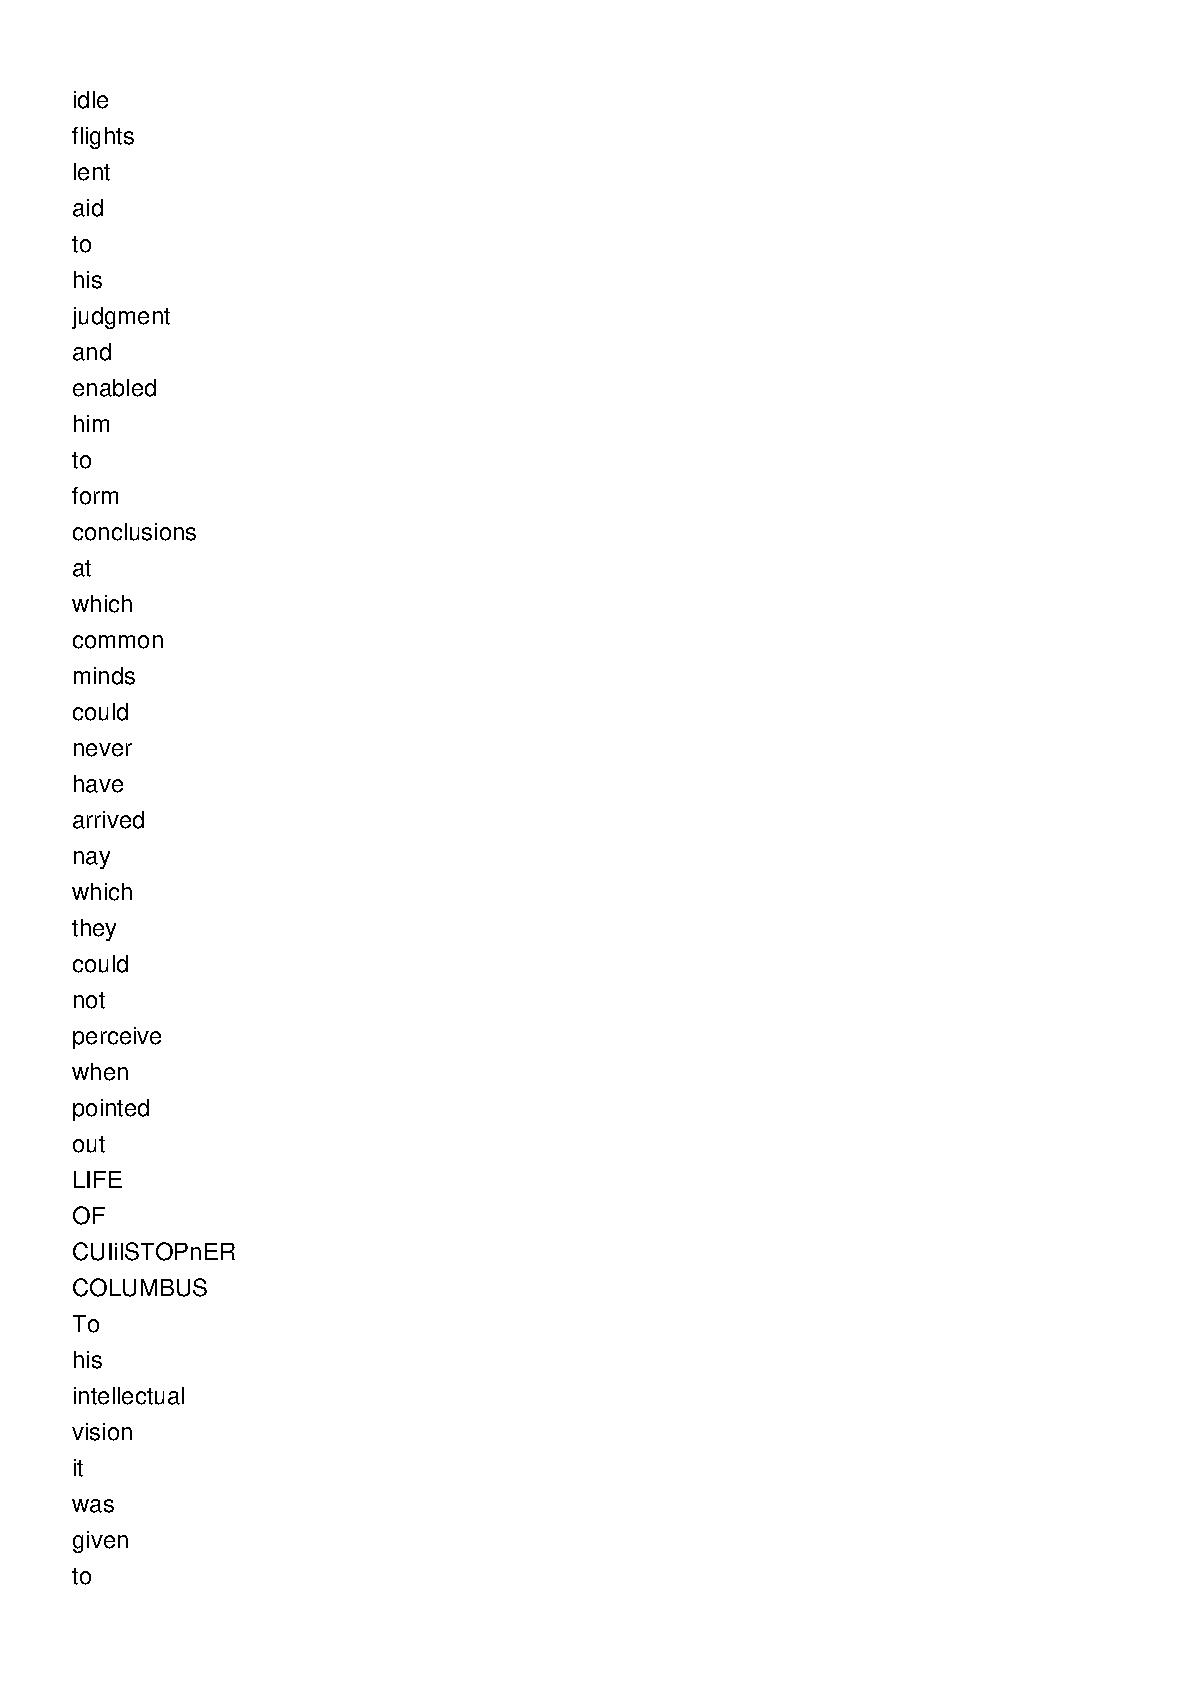 idle
flights
lent
aid
to
his
judgment
and
enabled
him
to
form
conclusions
at
which
common
minds
could
never
have
arrived
nay
which
they
could
not
perceive
when
pointed
out
LIFE
OF
CUIilSTOPnER
COLUMBUS
To
his
intellectual
vision
it
was
given
to